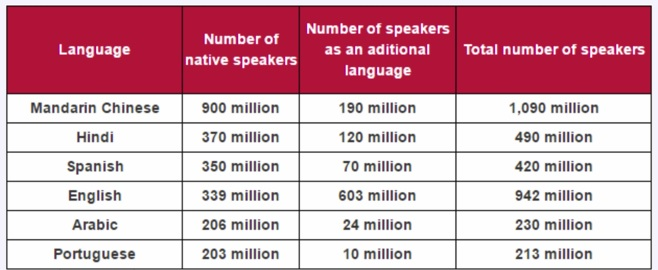 Language Number of native speakers Number of speakers as an aditional language Total number of speakers
Mandarin Chinese 900 million 190 million 1,090 million
Hindi 370 million 120 million 490 million
Spanish 350 million 70 million 420 million
English 339 million 603 million 942 million
Arabic 206 million 24 million 230 million
Portuguese 203 million 10 million 213 million